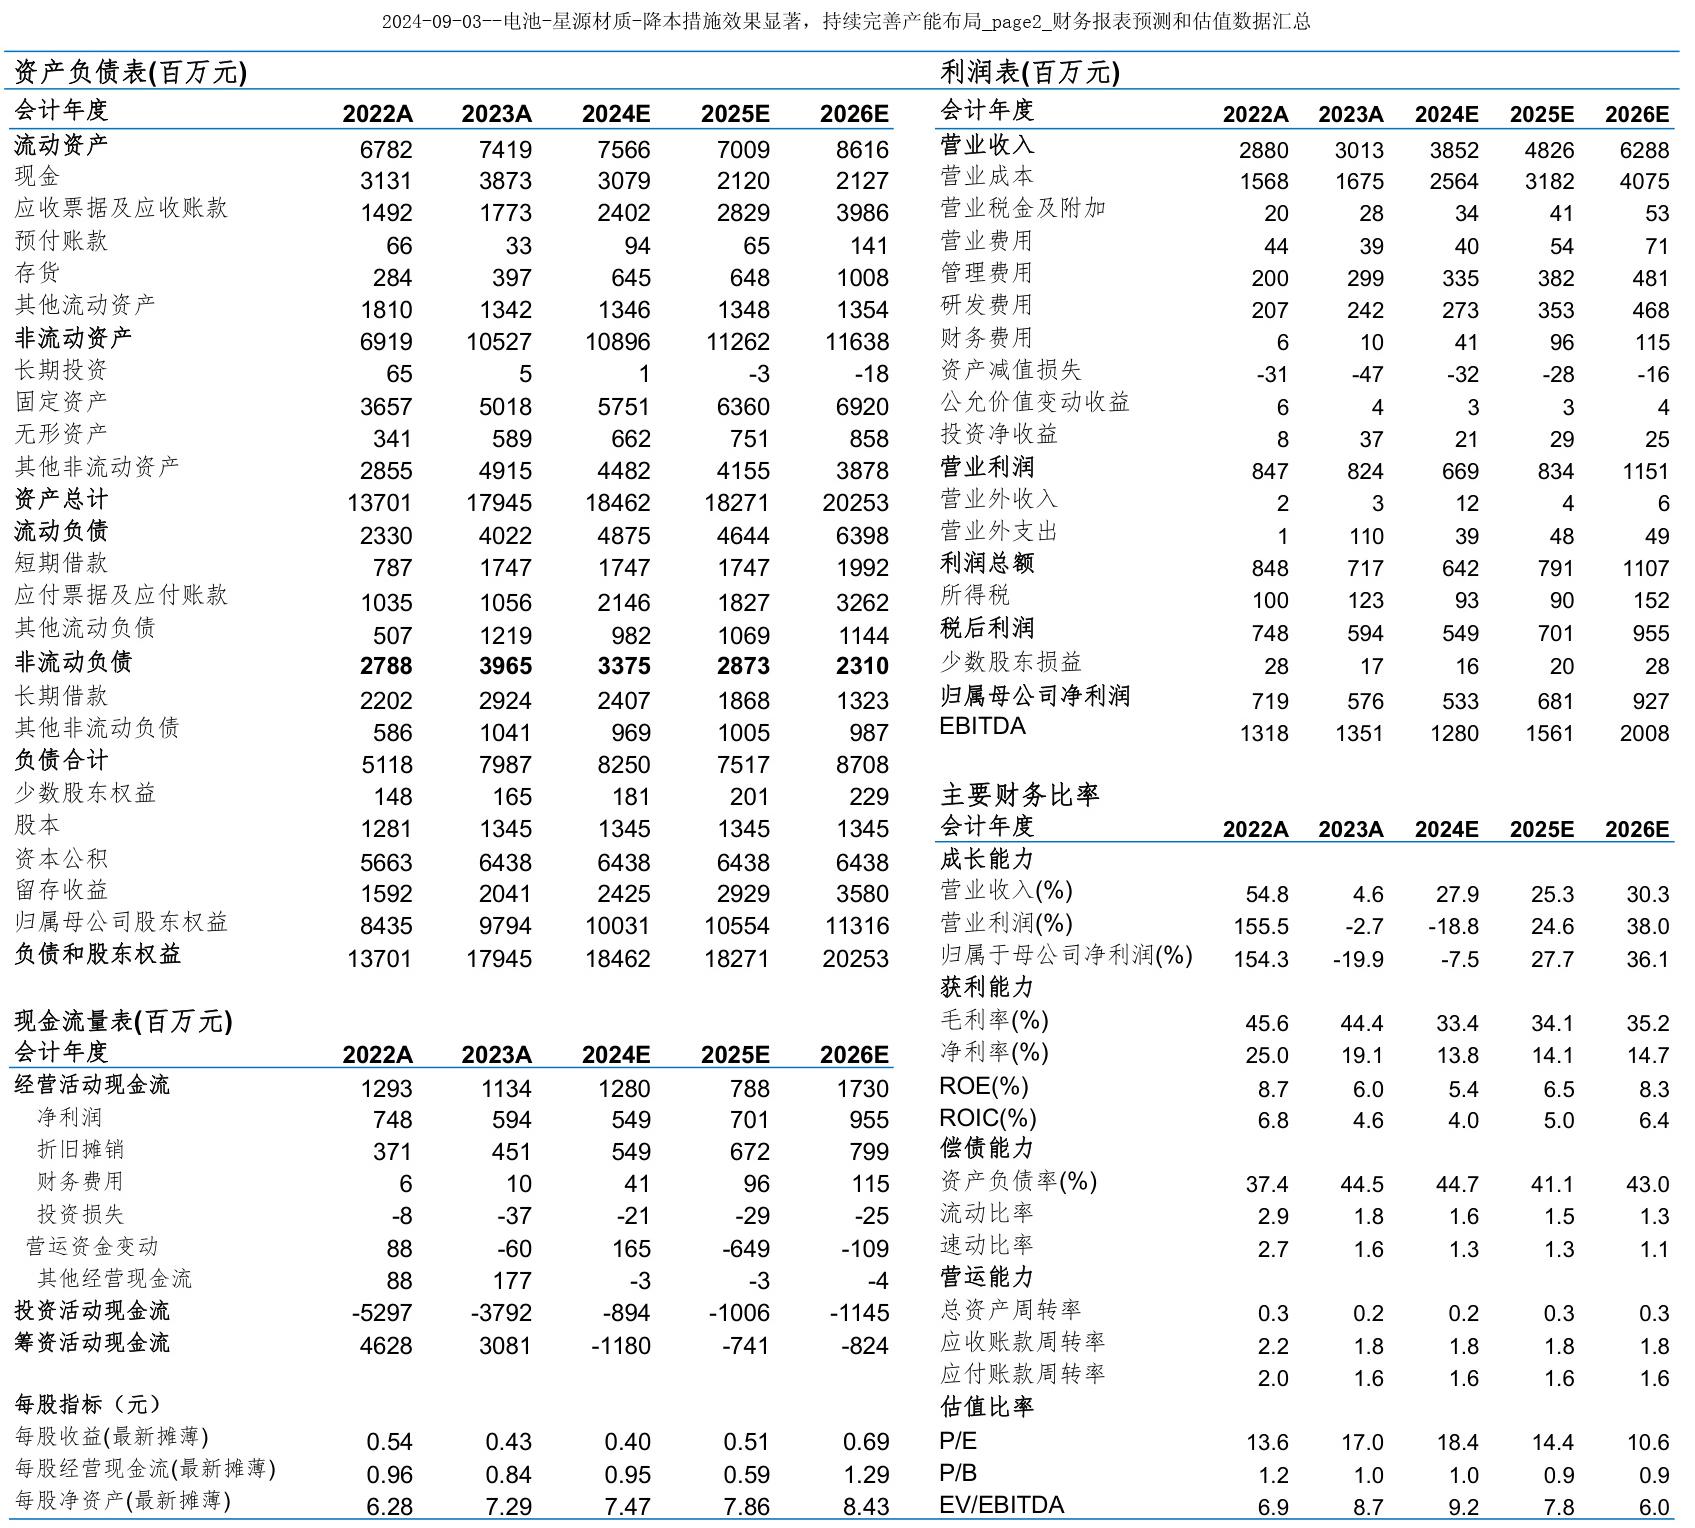 2024-09-03--电池-星源材质-降本措施效果显著，持续完善产能布局_page2_财务报表预测和估值数据汇总
资产负债表(百万元)
会计年度 2022A 2023A 2024E 2025E 2026E
流动资产 6782 7419 7566 7009 8616
现金 3131 3873 3079 2120 2127
应收票据及应收账款 1492 1773 2402 2829 3986
预付账款 66 33 94 65 141
存货 284 397 645 648 1008
其他流动资产 1810 1342 1346 1348 1354
非流动资产 6919 10527 10896 11262 11638
长期投资 65 5 1 -3 -18
固定资产 3657 5018 5751 6360 6920
无形资产 341 589 662 751 858
其他非流动资产 2855 4915 4482 4155 3878
资产总计 13701 17945 18462 18271 20253
流动负债 2330 4022 4875 4644 6398
短期借款 787 1747 1747 1747 1992
应付票据及应付账款 1035 1056 2146 1827 3262
其他流动负债 507 1219 982 1069 1144
非流动负债 2788 3965 3375 2873 2310
长期借款 2202 2924 2407 1868 1323
其他非流动负债 586 1041 969 1005 987
负债合计 5118 7987 8250 7517 8708
少数股东权益 148 165 181 201 229
股本 1281 1345 1345 1345 1345
资本公积 5663 6438 6438 6438 6438
留存收益 1592 2041 2425 2929 3580
归属母公司股东权益 8435 9794 10031 10554 11316
负债和股东权益 13701 17945 18462 18271 20253
现金流量表(百万元)
会计年度 2022A 2023A 2024E 2025E 2026E
经营活动现金流 1293 1134 1280 788 1730
净利润 748 594 549 701 955
折旧摊销 371 451 549 672 799
财务费用 6 10 41 96 115
投资损失 -8 -37 -21 -29 -25
营运资金变动 88 -60 165 -649 -109
其他经营现金流 88 177 -3 -3 -4
投资活动现金流 -5297 -3792 -894 -1006 -1145
筹资活动现金流 4628 3081 -1180 -741 -824
每股指标（元）
每股收益(最新摊薄) 0.54 0.43 0.40 0.51 0.69
每股经营现金流(最新摊薄) 0.96 0.84 0.95 0.59 1.29
每股净资产(最新摊薄) 6.28 7.29 7.47 7.86 8.43
利润表(百万元)
会计年度 2022A 2023A 2024E 2025E 2026E
营业收入 2880 3013 3852 4826 6288
营业成本 1568 1675 2564 3182 4075
营业税金及附加 20 28 34 41 53
营业费用 44 39 40 54 71
管理费用 200 299 335 382 481
研发费用 207 242 273 353 468
财务费用 6 10 41 96 115
资产减值损失 -31 -47 -32 -28 -16
公允价值变动收益 6 4 3 3 4
投资净收益 8 37 21 29 25
营业利润 847 824 669 834 1151
营业外收入 2 3 12 4 6
营业外支出 1 110 39 48 49
利润总额 848 717 642 791 1107
所得税 100 123 93 90 152
税后利润 748 594 549 701 955
少数股东损益 28 17 16 20 28
归属母公司净利润 719 576 533 681 927
EBITDA 1318 1351 1280 1561 2008
主要财务比率
会计年度 2022A 2023A 2024E 2025E 2026E
成长能力
营业收入(%) 54.8 4.6 27.9 25.3 30.3
营业利润(%) 155.5 -2.7 -18.8 24.6 38.0
归属于母公司净利润(%) 154.3 -19.9 -7.5 27.7 36.1
获利能力
毛利率(%) 45.6 44.4 33.4 34.1 35.2
净利率(%) 25.0 19.1 13.8 14.1 14.7
ROE(%) 8.7 6.0 5.4 6.5 8.3
ROIC(%) 6.8 4.6 4.0 5.0 6.4
偿债能力
资产负债率(%) 37.4 44.5 44.7 41.1 43.0
流动比率 2.9 1.8 1.6 1.5 1.3
速动比率 2.7 1.6 1.3 1.3 1.1
营运能力
总资产周转率 0.3 0.2 0.2 0.3 0.3
应收账款周转率 2.2 1.8 1.8 1.8 1.8
应付账款周转率 2.0 1.6 1.6 1.6 1.6
估值比率
P/E 13.6 17.0 18.4 14.4 10.6
P/B 1.2 1.0 1.0 0.9 0.9
EV/EBITDA 6.9 8.7 9.2 7.8 6.0